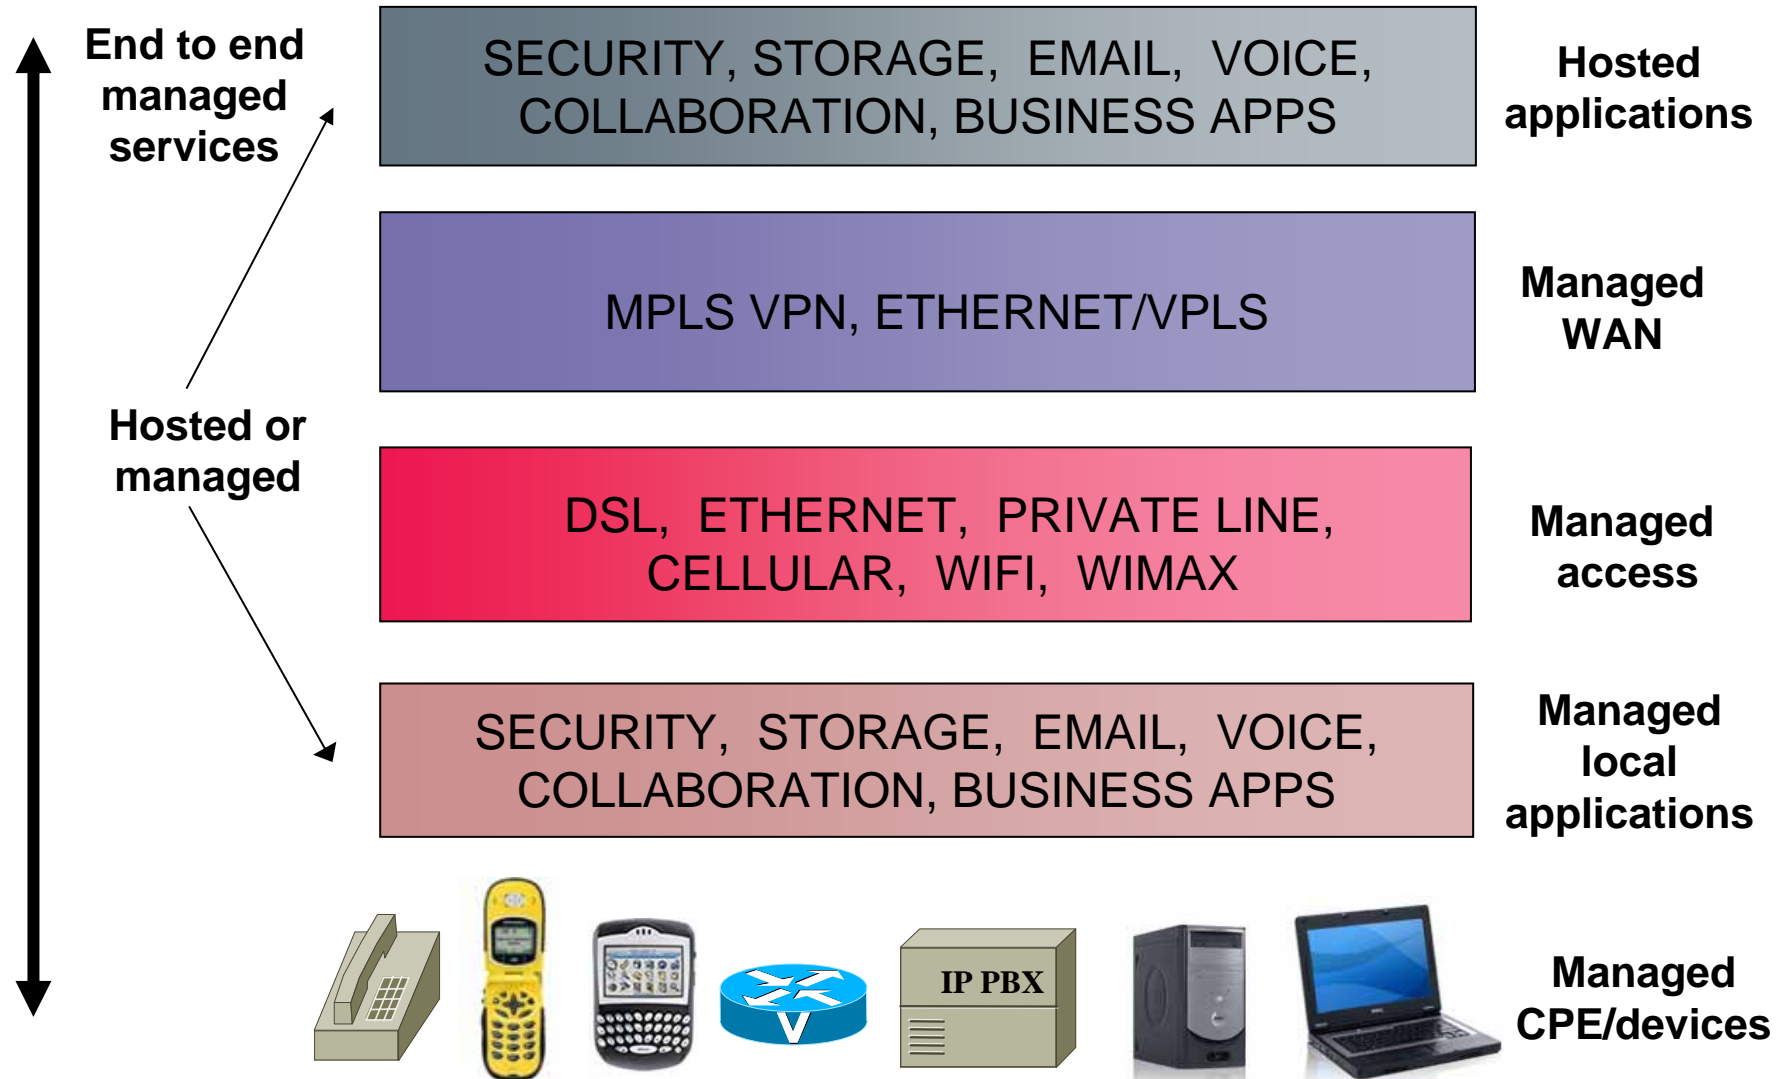 End to end
managed
services
SECURITY, STORAGE, EMAIL, VOICE,
COLLABORATION, BUSINESS APPS
Hosted
applications
MPLS VPN, ETHERNET/VPLS
Managed
WAN
Hosted or
managed
DSL, ETHERNET, PRIVATE LINE,
CELLULAR, WIFI, WIMAX
Managed
access
SECURITY, STORAGE, EMAIL, VOICE,
COLLABORATION, BUSINESS APPS
Managed
local
applications
V
IP PBX
Managed
CPE/devices